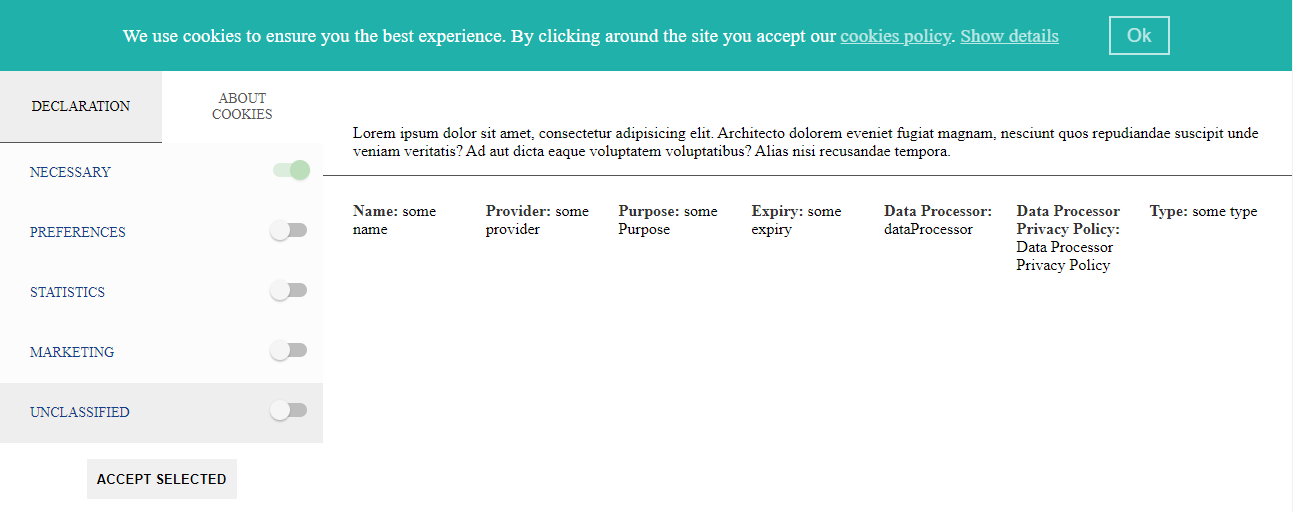 We use cookies to ensure you the best experience. By clicking around the site you accept our cookies policy. Show details
Ok
DECLARATION
ABOUT
COOKIES
NECESSARY
PREFERENCES
STATISTICS
MARKETING
UNCLASSIFIED
ACCEPT SELECTED
Lorem ipsum dolor sit amet, consectetur adipisicing elit. Architecto dolorem eveniet fugiat magnam, nesciunt quos repudiandae suscipit unde
veniam veritatis? Ad aut dicta eaque voluptatem voluptatibus? Alias nisi recusandae tempora.
Name: some
name
Provider: some
provider
Purpose: some
Purpose
Expiry: some
expiry
Data Processor:
dataProcessor
Data Processor
Privacy Policy:
Data Processor
Privacy Policy
Type: some type